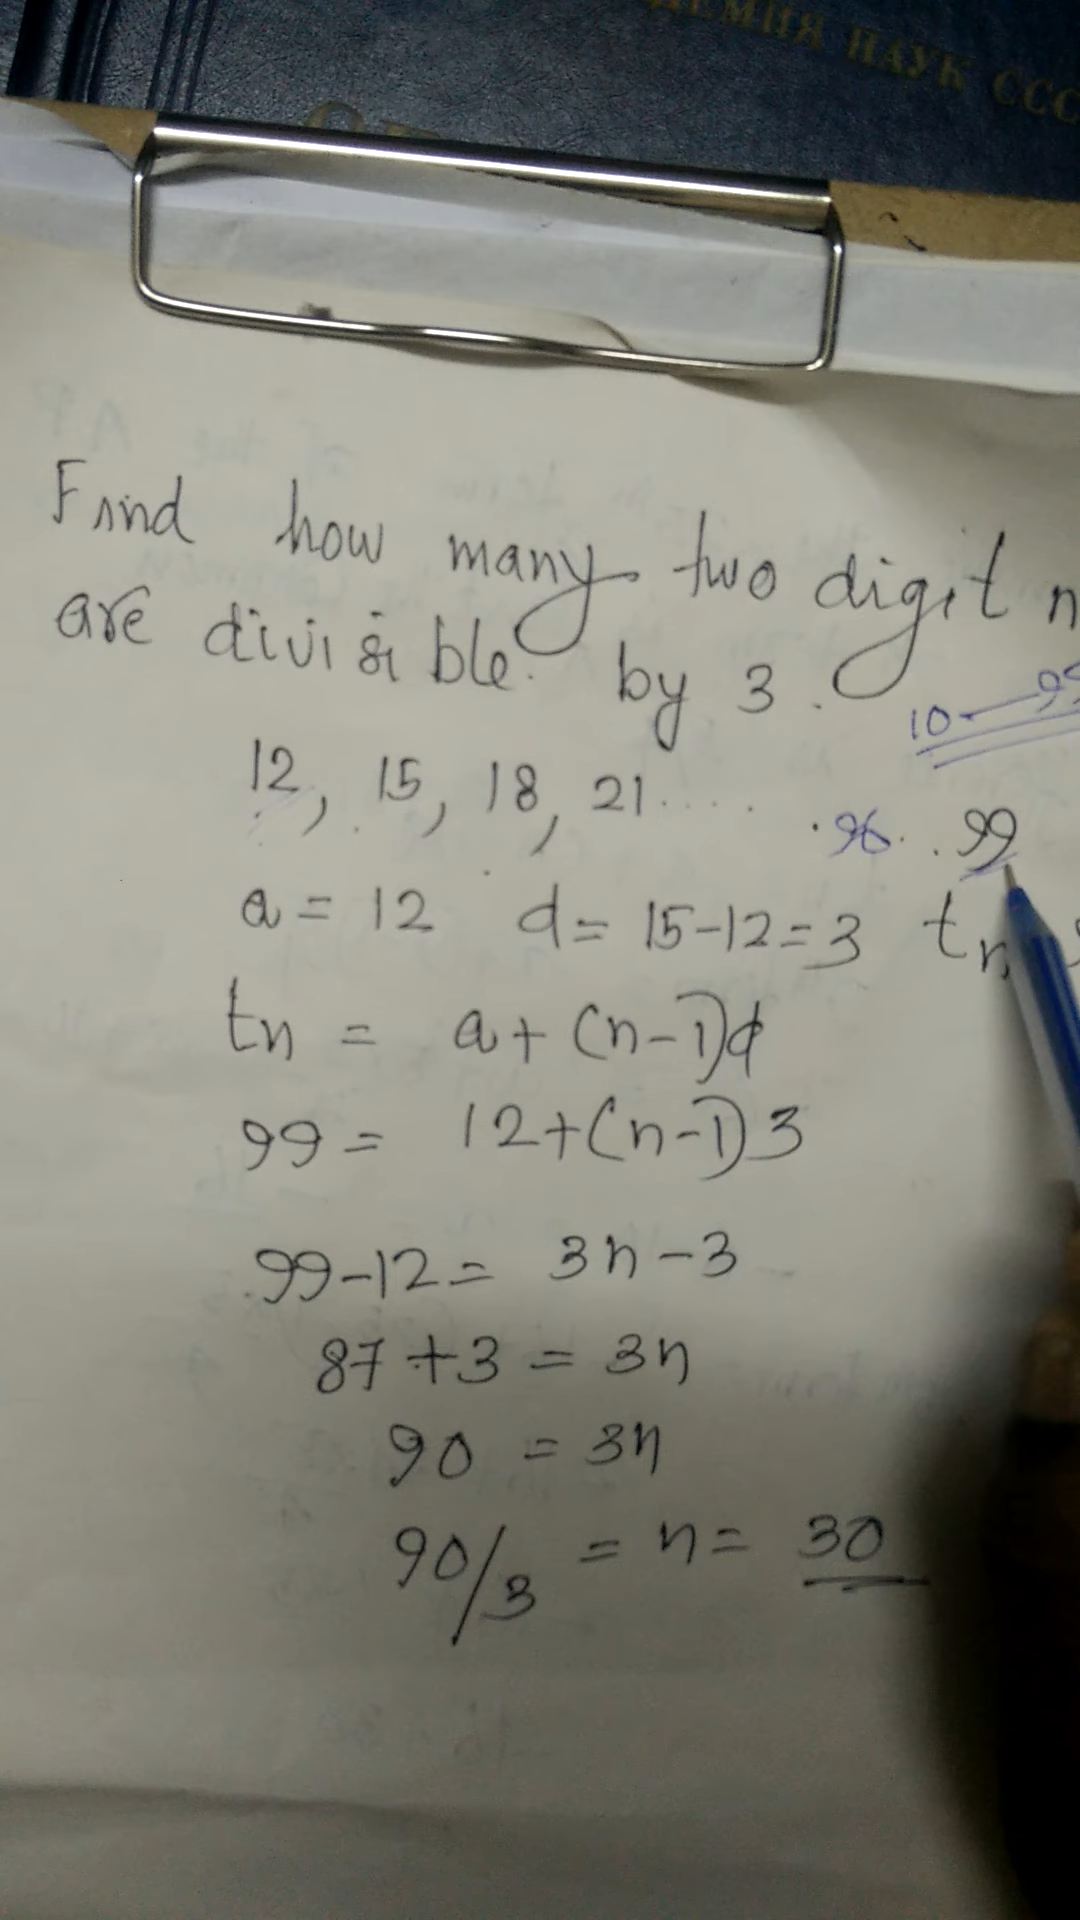 НАУК СССР
Find how many two digit n
are divisible by 3.
10 — 99
12, 15, 18, 21 ..... 96 .. 99
a = 12 d = 15-12=3 tn
tn = a + (n-1)d
99 = 12+(n-1)3
99-12 = 3n-3
87+3 = 3n
90 = 3n
90/3 = n = 30